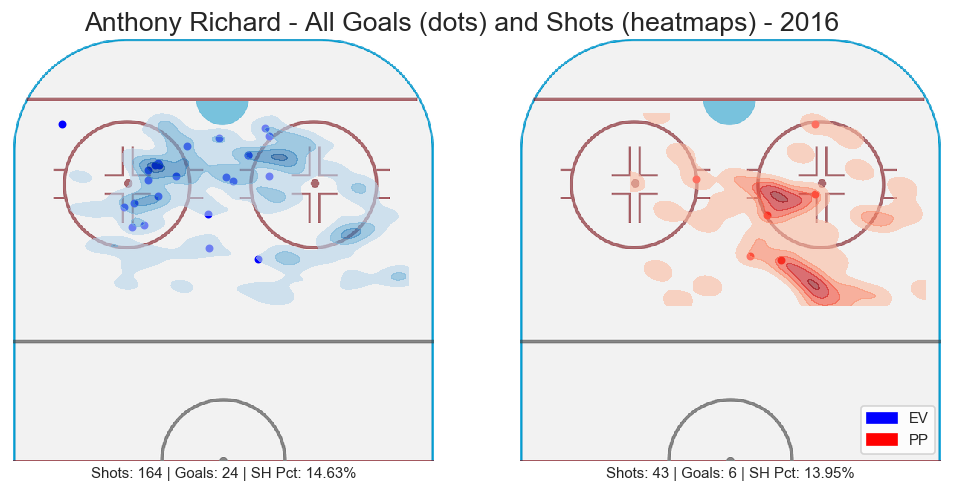 Anthony Richard - All Goals (dots) and Shots (heatmaps) - 2016
EV
PP
Shots: 164 | Goals: 24 | SH Pct: 14.63%
Shots: 43 | Goals: 6 | SH Pct: 13.95%